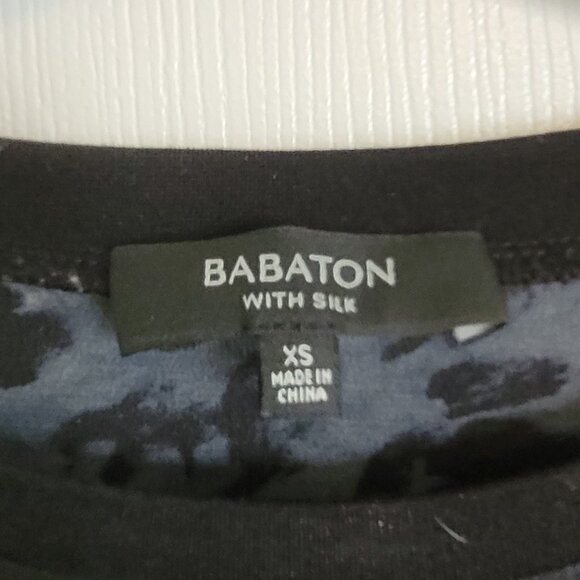 BABATON
WITH SILK
XS
MADE IN
CHINA